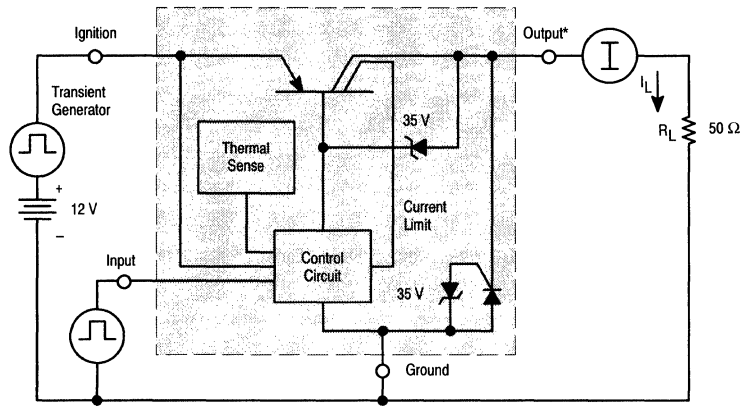 Ignition
Output*
Transient
Generator
I
I_L
R_L
50 Ω
35 V
Thermal
Sense
+
12 V
–
Current
Limit
Input
Control
Circuit
35 V
Ground